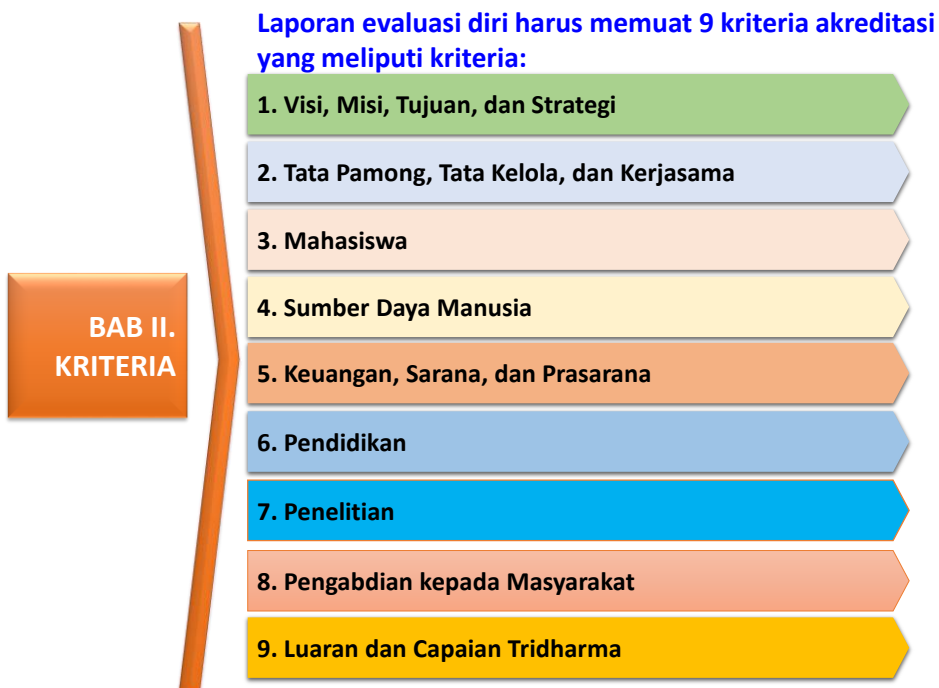 Laporan evaluasi diri harus memuat 9 kriteria akreditasi
yang meliputi kriteria:
1. Visi, Misi, Tujuan, dan Strategi
2. Tata Pamong, Tata Kelola, dan Kerjasama
3. Mahasiswa
4. Sumber Daya Manusia
BAB II.
KRITERIA
5. Keuangan, Sarana, dan Prasarana
6. Pendidikan
7. Penelitian
8. Pengabdian kepada Masyarakat
9. Luaran dan Capaian Tridharma